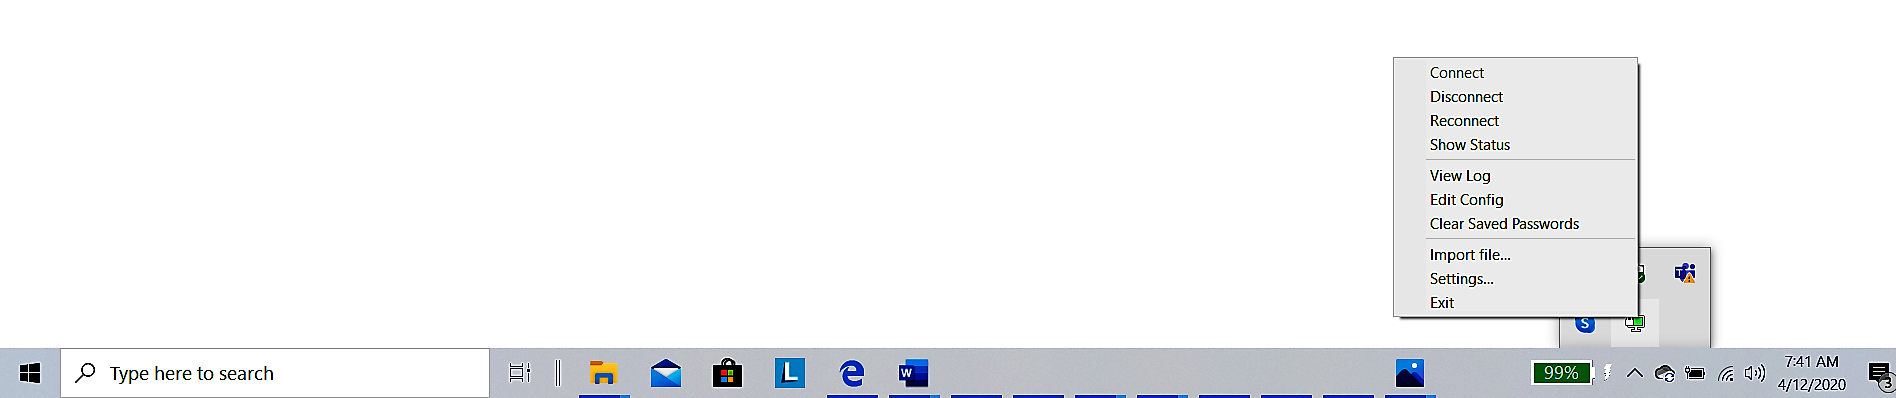 Connect
Disconnect
Reconnect
Show Status
View Log
Edit Config
Clear Saved Passwords
Import file...
Settings...
Exit
T
S
Type here to search
L
W
99%
7:41 AM
4/12/2020
3